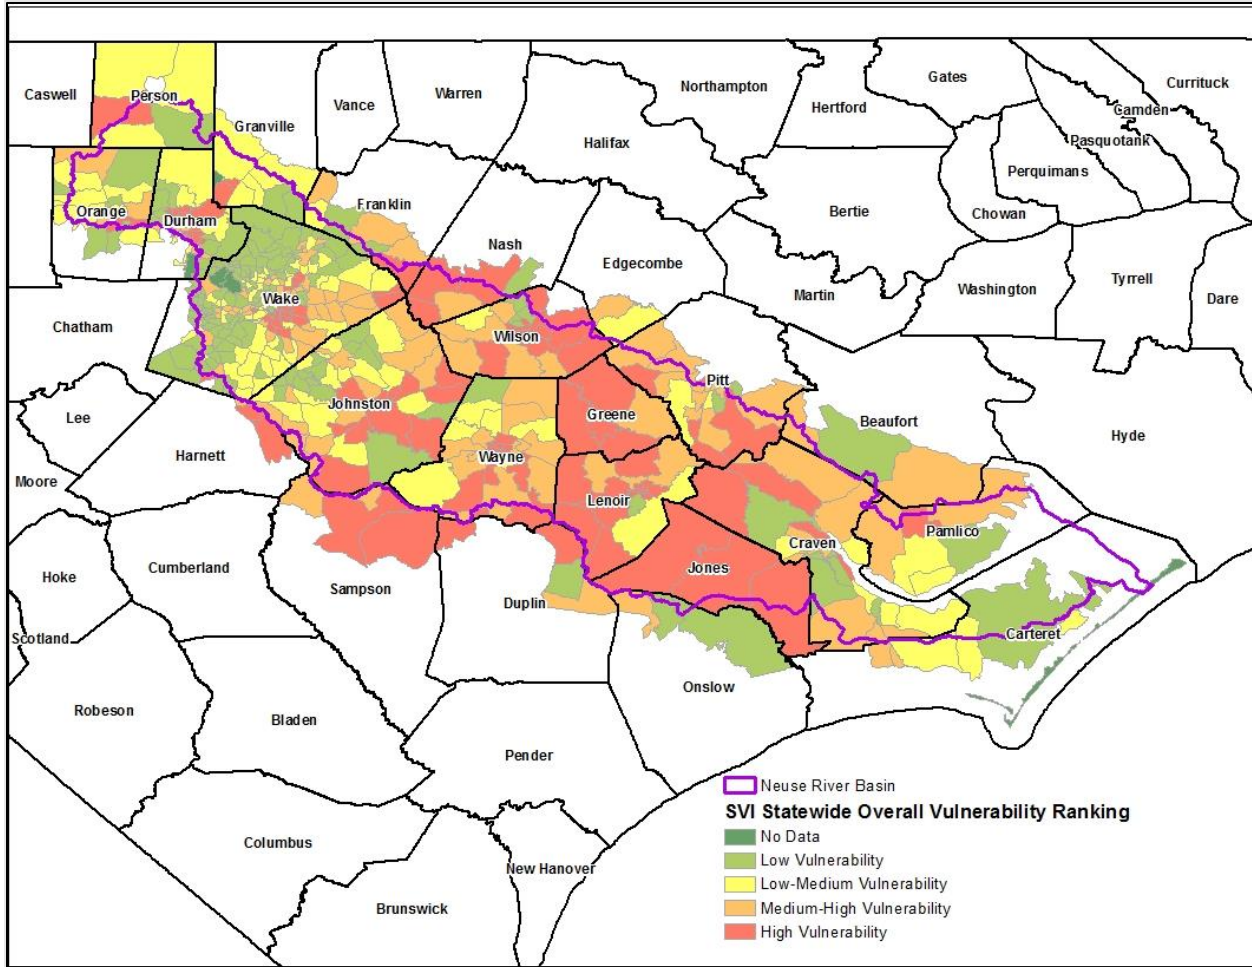 Gates
Currituck
Northampton
Caswell
Person
Warren
Vance
Hertford
Camden
Granville
Pasquotank
Halifax
Perquimans
Franklin
Bertie
Chowan
Orange
Durham
Nash
Edgecombe
Tyrrell
Washington
Martin
Dare
Wake
Chatham
Wilson
Pitt
Johnston
Greene
Beaufort
Lee
Hyde
Harnett
Wayne
Moore
Lenoir
Pamlico
Craven
Cumberland
Jones
Hoke
Sampson
Duplin
Scotland
Carteret
Onslow
Robeson
Bladen
Pender
Columbus
New Hanover
Brunswick
Neuse River Basin
SVI Statewide Overall Vulnerability Ranking
No Data
Low Vulnerability
Low-Medium Vulnerability
Medium-High Vulnerability
High Vulnerability